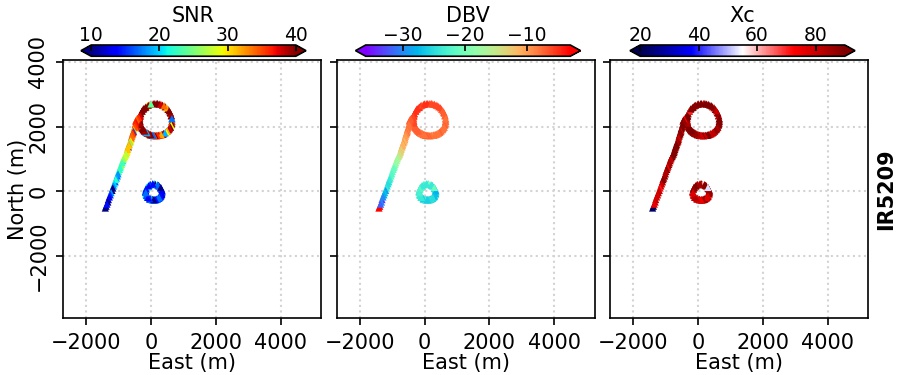 SNR
DBV
Xc
10 20 30 40
−30 −20 −10
20 40 60 80
North (m)
4000
2000
0
−2000
−2000 0 2000 4000
−2000 0 2000 4000
−2000 0 2000 4000
East (m)
East (m)
East (m)
IR5209